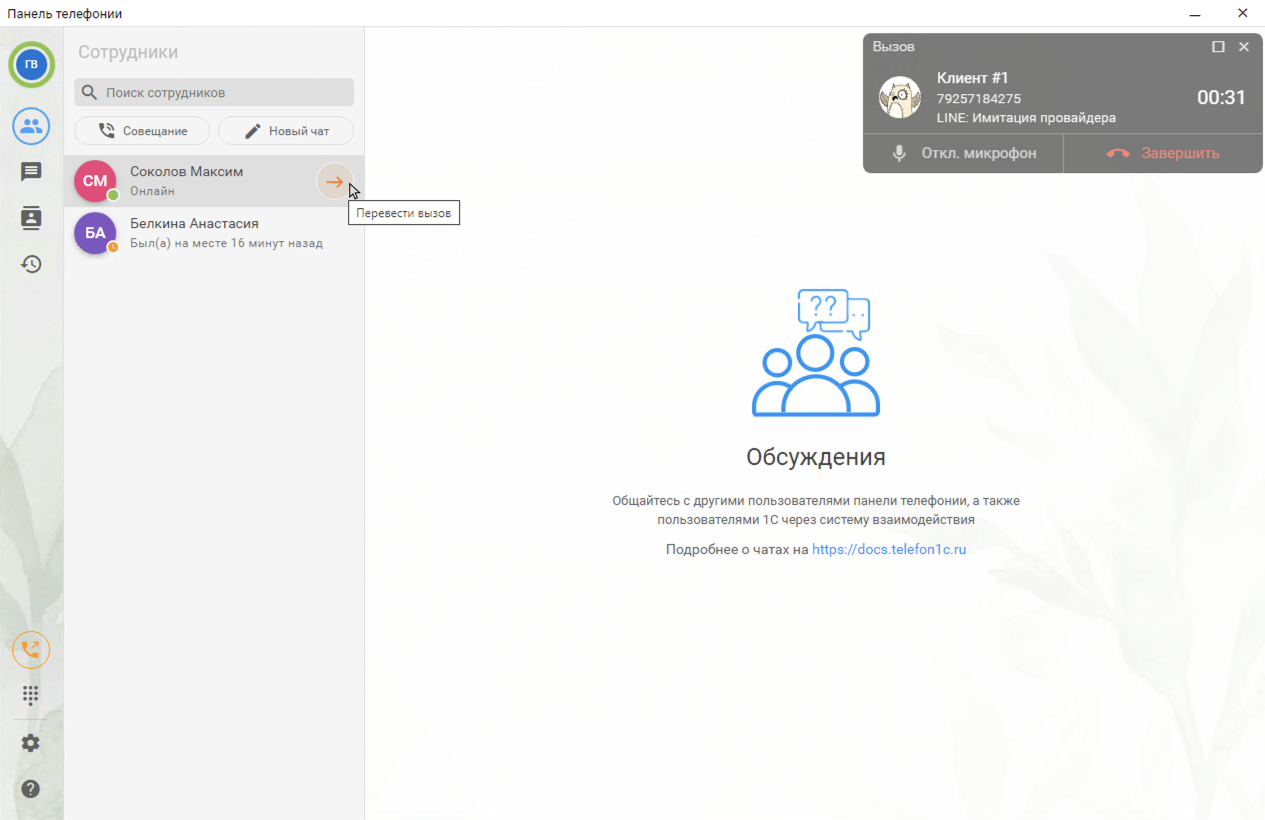 Панель телефонии
ГВ
Сотрудники
Поиск сотрудников
Совещание
Новый чат
СМ
Соколов Максим
Онлайн
Перевести вызов
БА
Белкина Анастасия
Был(а) на месте 16 минут назад
Вызов
Клиент #1
79257184275
LINE: Имитация провайдера
00:31
Откл. микрофон
Завершить
??
Обсуждения
Общайтесь с другими пользователями панели телефонии, а также
пользователями 1С через систему взаимодействия
Подробнее о чатах на https://docs.telefon1c.ru